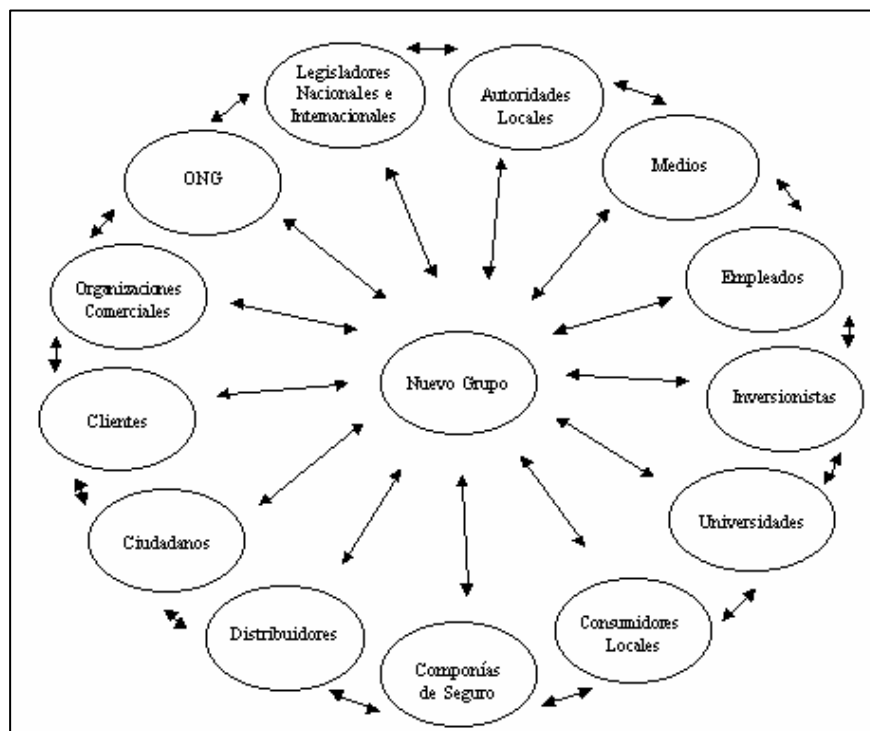 Legisladores
Nacionales e
Internacionales
Autoridades
Locales
Medios
Empleados
Inversionistas
Universidades
Consumidores
Locales
Componías
de Seguro
Distribuidores
Ciudadanos
Clientes
Organizaciones
Comerciales
ONG
Nuevo Grupo